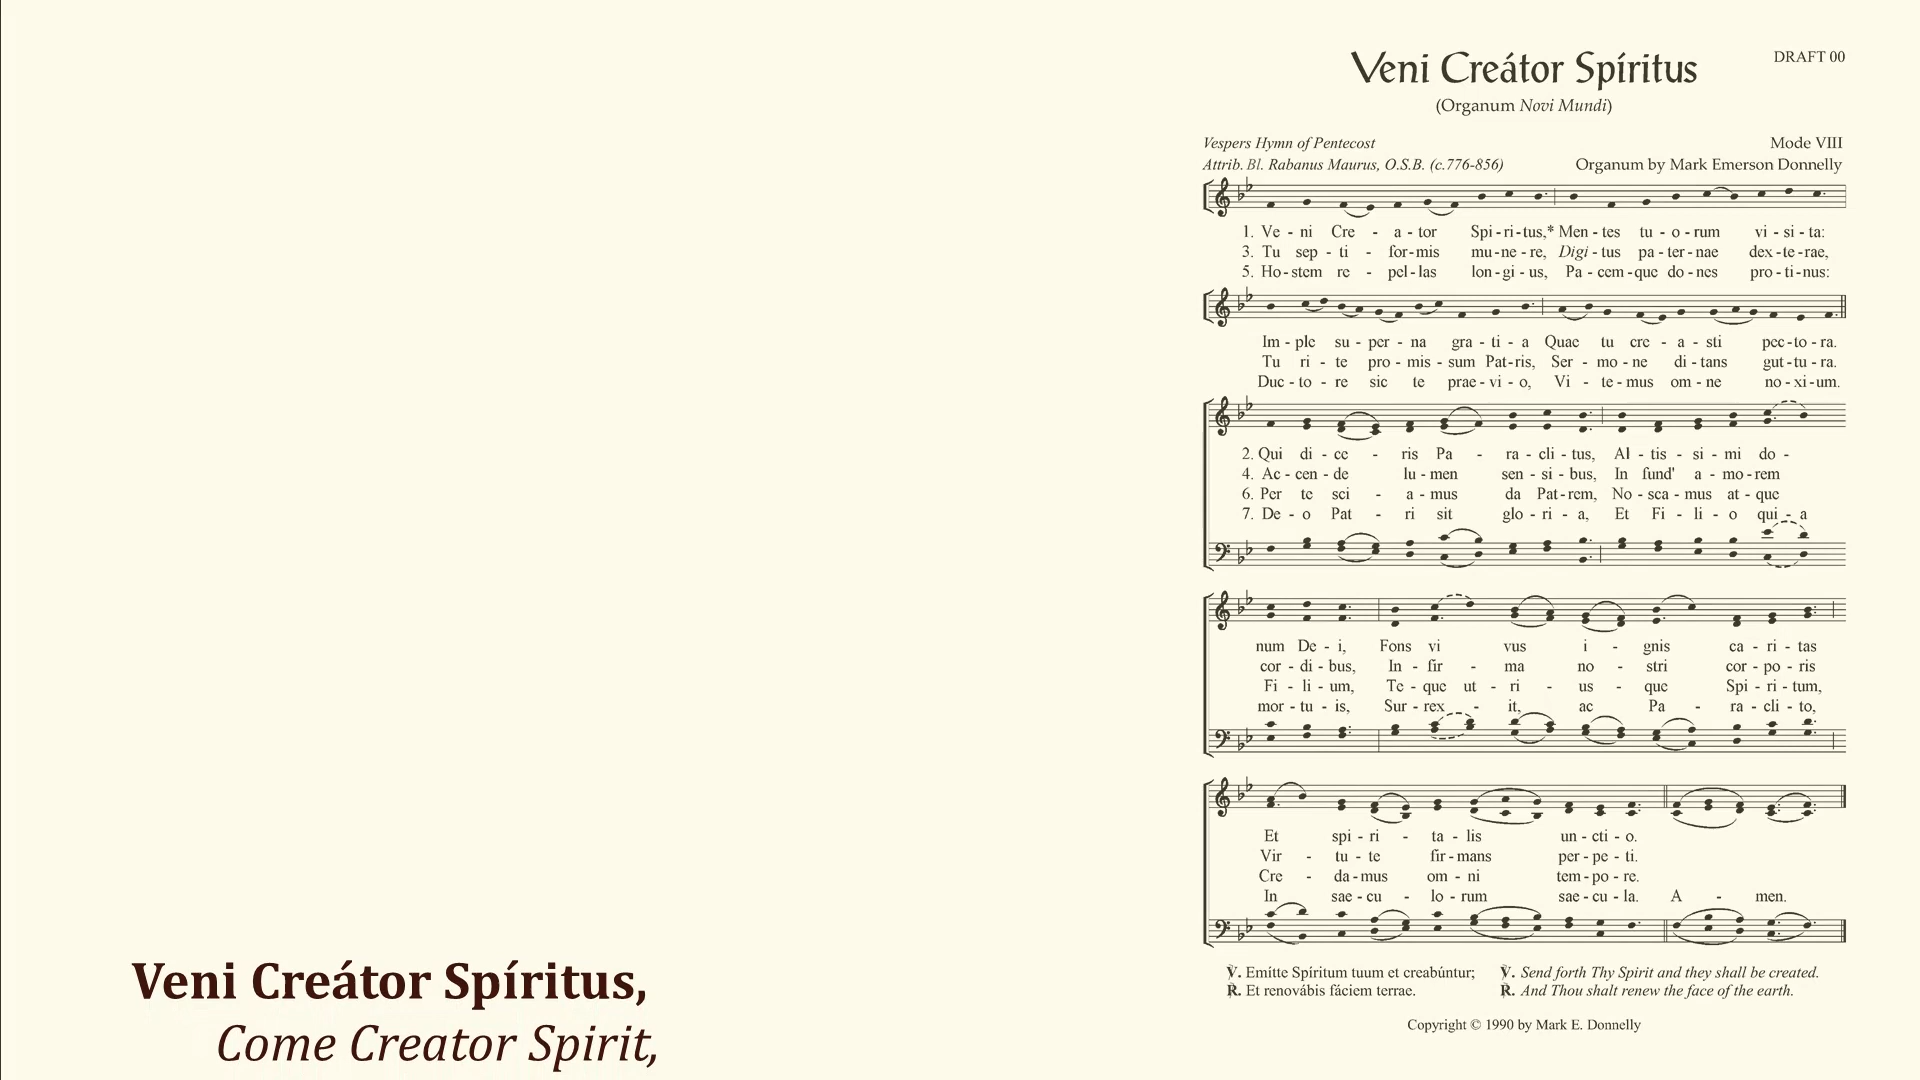 Veni Creátor Spíritus
DRAFT 00
(Organum Novi Mundi)
Vespers Hymn of Pentecost
Mode VIII
Attrib. Bl. Rabanus Maurus, O.S.B. (c.776-856)
Organum by Mark Emerson Donnelly
1. Ve - ni Cre - a - tor Spi - ri - tus,* Men - tes tu - o - rum vi - si - ta:
3. Tu sep - ti - for - mis mu - ne - re, Digi - tus pa - ter - nae dex - te - rae,
5. Ho - stem re - pel - las lon - gi - us, Pa - cem - que do - nes pro - ti - nus:
Im - ple su - per - na gra - ti - a Quae tu cre - a - sti pec - to - ra.
Tu ri - te pro - mis - sum Pat - ris, Ser - mo - ne di - tans gut - tu - ra.
Duc - to - re sic te prae - vi - o, Vi - te - mus om - ne no - xi - um.
2. Qui di - ce - ris Pa - ra - cli - tus, Al - tis - si - mi do -
4. Ac - cen - de lu - men sen - si - bus, In fund' a - mo - rem
6. Per te sci - a - mus da Pat - rem, No - sca - mus at - que
7. De - o Pat - ri sit glo - ri - a, Et Fi - li - o qui - a
num De - i, Fons vi vus i - gnis ca - ri - tas
cor - di - bus, In - fir - ma no - stri cor - po - ris
Fi - li - um, Te - que ut - ri - us - que Spi - ri - tum,
mor - tu - is, Sur - rex - it, ac Pa - ra - cli - to,
Et spi - ri - ta - lis un - cti - o.
Vir - tu - te fir - mans per - pe - ti.
Cre - da - mus om - ni tem - po - re.
In sae - cu - lo - rum sae - cu - la. A - men.
℣. Emítte Spíritum tuum et creabúntur;
℟. Et renovábis fáciem terrae.
℣. Send forth Thy Spirit and they shall be created.
℟. And Thou shalt renew the face of the earth.
Copyright © 1990 by Mark E. Donnelly
Veni Creátor Spíritus,
Come Creator Spirit,